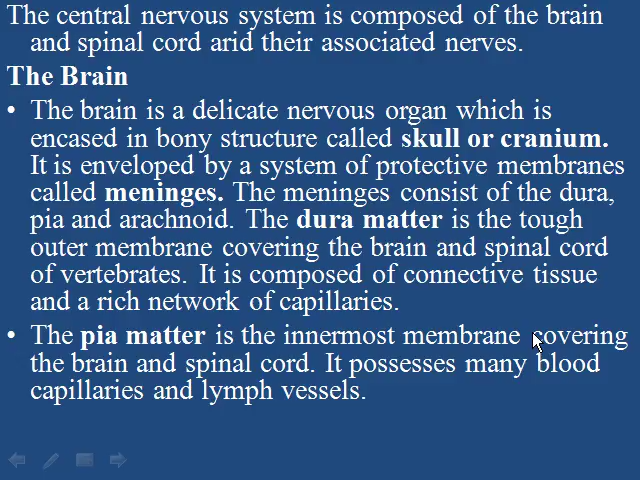 The central nervous system is composed of the brain
and spinal cord arid their associated nerves.
The Brain
• The brain is a delicate nervous organ which is
encased in bony structure called skull or cranium.
It is enveloped by a system of protective membranes
called meninges. The meninges consist of the dura,
pia and arachnoid. The dura matter is the tough
outer membrane covering the brain and spinal cord
of vertebrates. It is composed of connective tissue
and a rich network of capillaries.
• The pia matter is the innermost membrane covering
the brain and spinal cord. It possesses many blood
capillaries and lymph vessels.